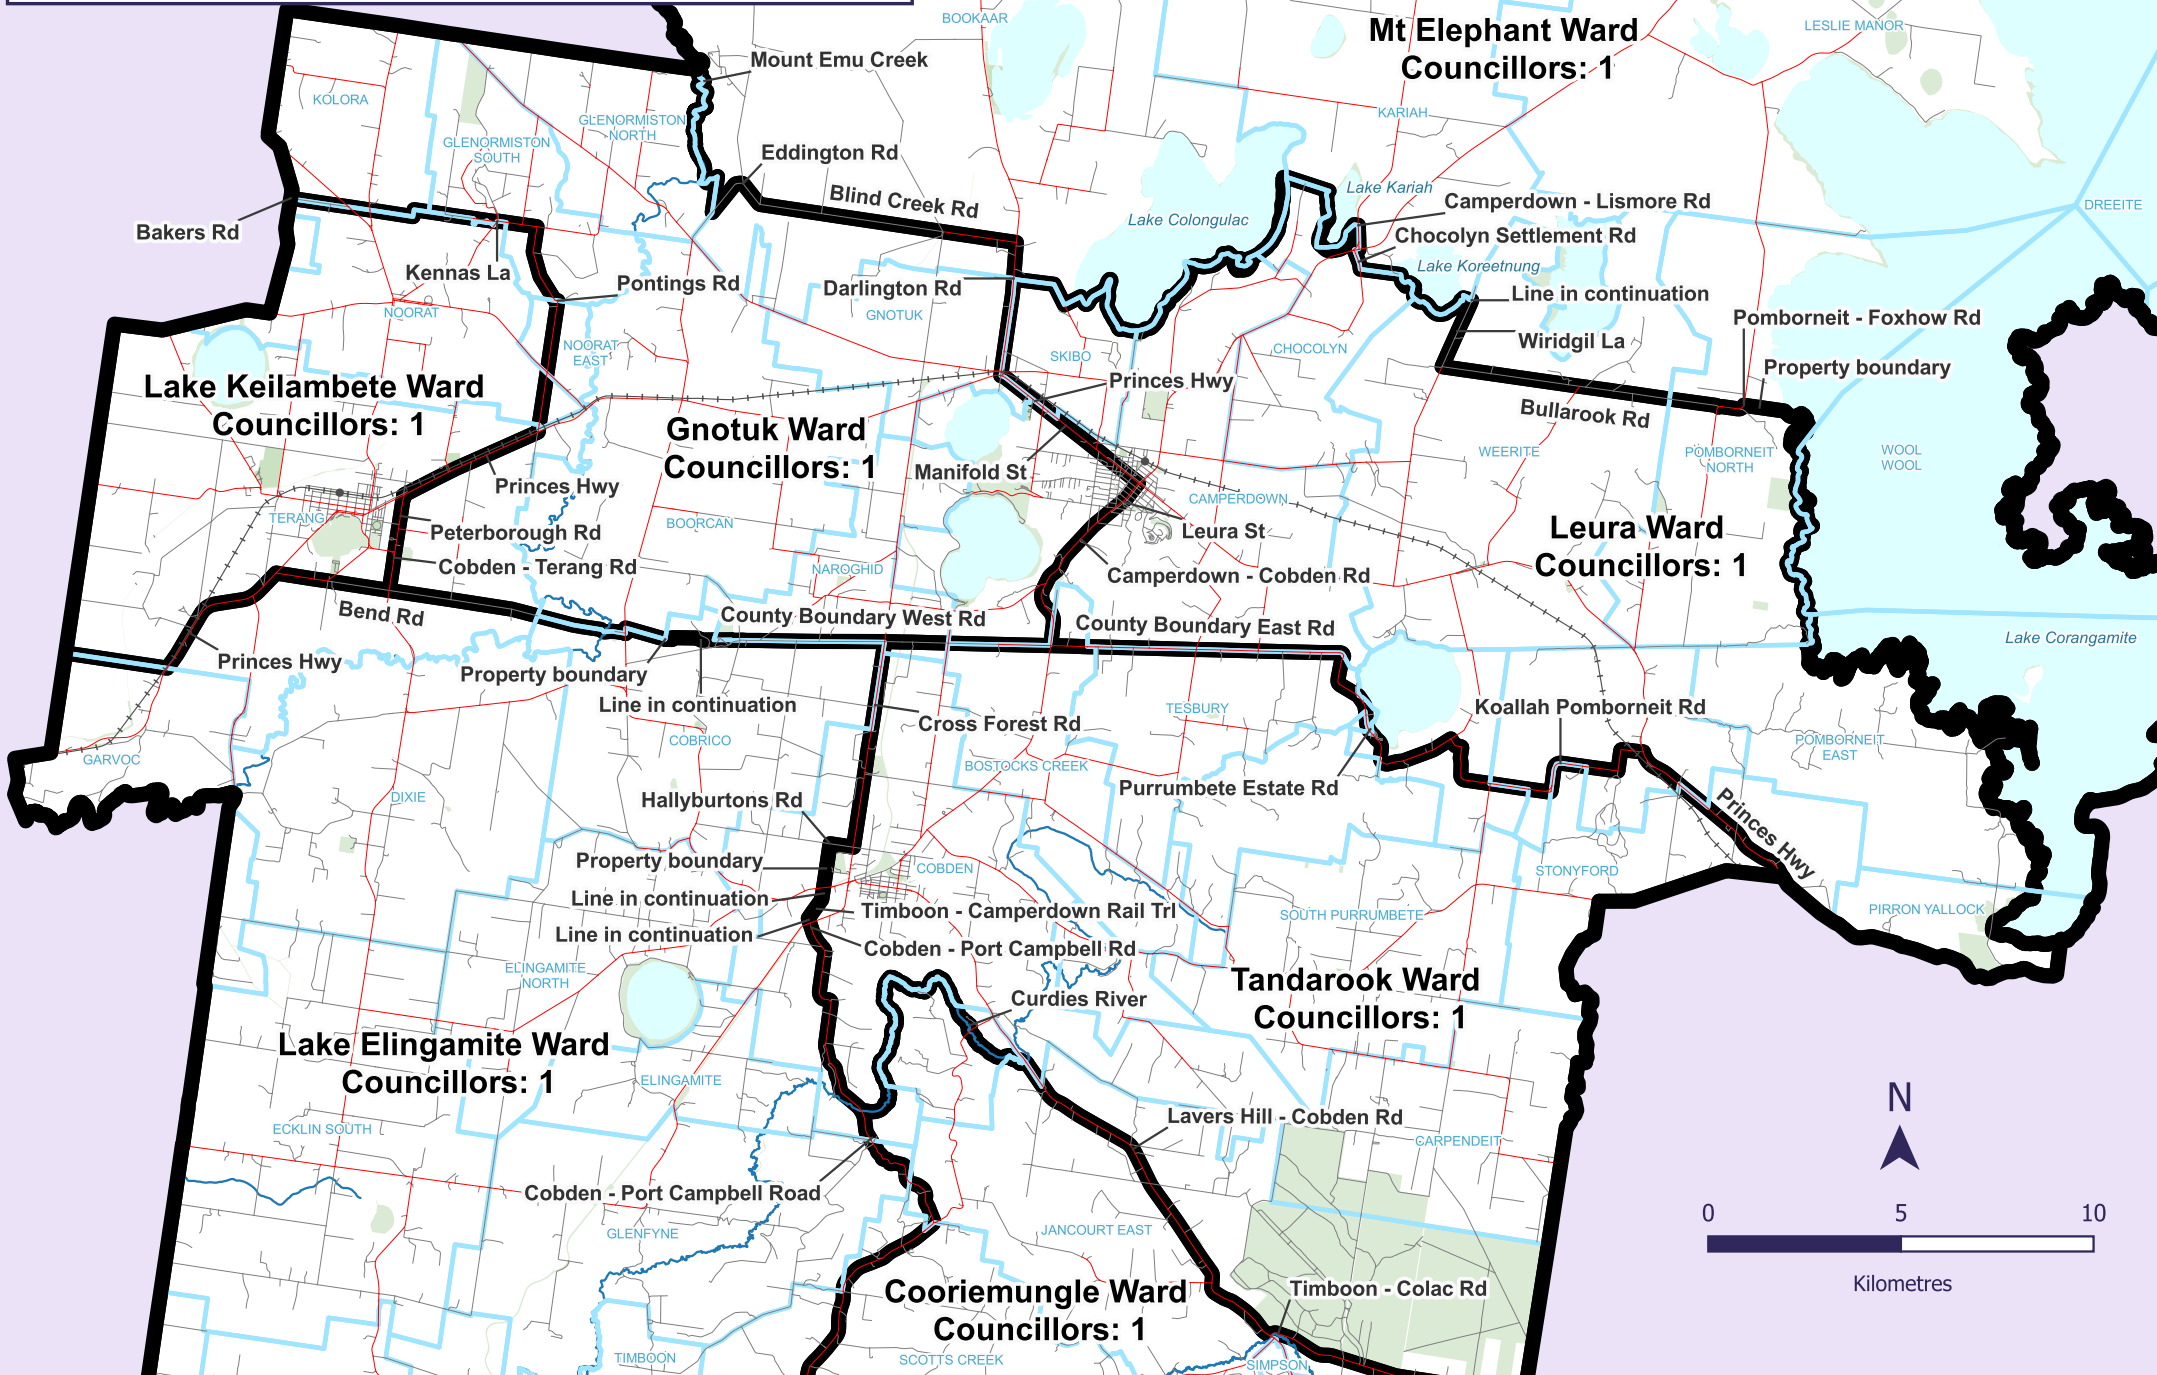 BOOKAAR
Mt Elephant Ward
Councillors: 1
LESLIE MANOR
Mount Emu Creek
KOLORA
GLENORMISTON
NORTH
GLENORMISTON
SOUTH
KARIAH
Eddington Rd
Blind Creek Rd
Lake Kariah
Camperdown - Lismore Rd
DREEITE
Lake Colongulac
Bakers Rd
Chocolyn Settlement Rd
Kennas La
Lake Koreetnung
Pontings Rd
Darlington Rd
Line in continuation
NOORAT
GNOTUK
Pomborneit - Foxhow Rd
Wiridgil La
NOORAT
EAST
SKIBO
CHOCOLYN
Property boundary
Lake Keilambete Ward
Councillors: 1
Princes Hwy
Bullarook Rd
Gnotuk Ward
Councillors: 1
WEERITE
POMBORNEIT
NORTH
WOOL
WOOL
Manifold St
Princes Hwy
CAMPERDOWN
TERANG
BOORCAN
Peterborough Rd
Leura St
Leura Ward
Councillors: 1
Cobden - Terang Rd
NAROGHID
Camperdown - Cobden Rd
Bend Rd
County Boundary West Rd
County Boundary East Rd
Lake Corangamite
Princes Hwy
Property boundary
Line in continuation
TESBURY
Koallah Pomborneit Rd
Cross Forest Rd
COBRICO
POMBORNEIT
EAST
GARVOC
BOSTOCKS CREEK
Purrumbete Estate Rd
DIXIE
Hallyburtons Rd
Princes Hwy
Property boundary
COBDEN
STONYFORD
Line in continuation
Timboon - Camperdown Rail Trl
SOUTH PURRUMBETE
PIRRON YALLOCK
Line in continuation
Cobden - Port Campbell Rd
ELINGAMITE
NORTH
Tandarook Ward
Councillors: 1
Curdies River
Lake Elingamite Ward
Councillors: 1
ELINGAMITE
N
Lavers Hill - Cobden Rd
ECKLIN SOUTH
CARPENDEIT
Cobden - Port Campbell Road
0 5 10
GLENFYNE
JANCOURT EAST
Kilometres
Cooriemungle Ward
Councillors: 1
Timboon - Colac Rd
TIMBOON
SCOTTS CREEK
SIMPSON